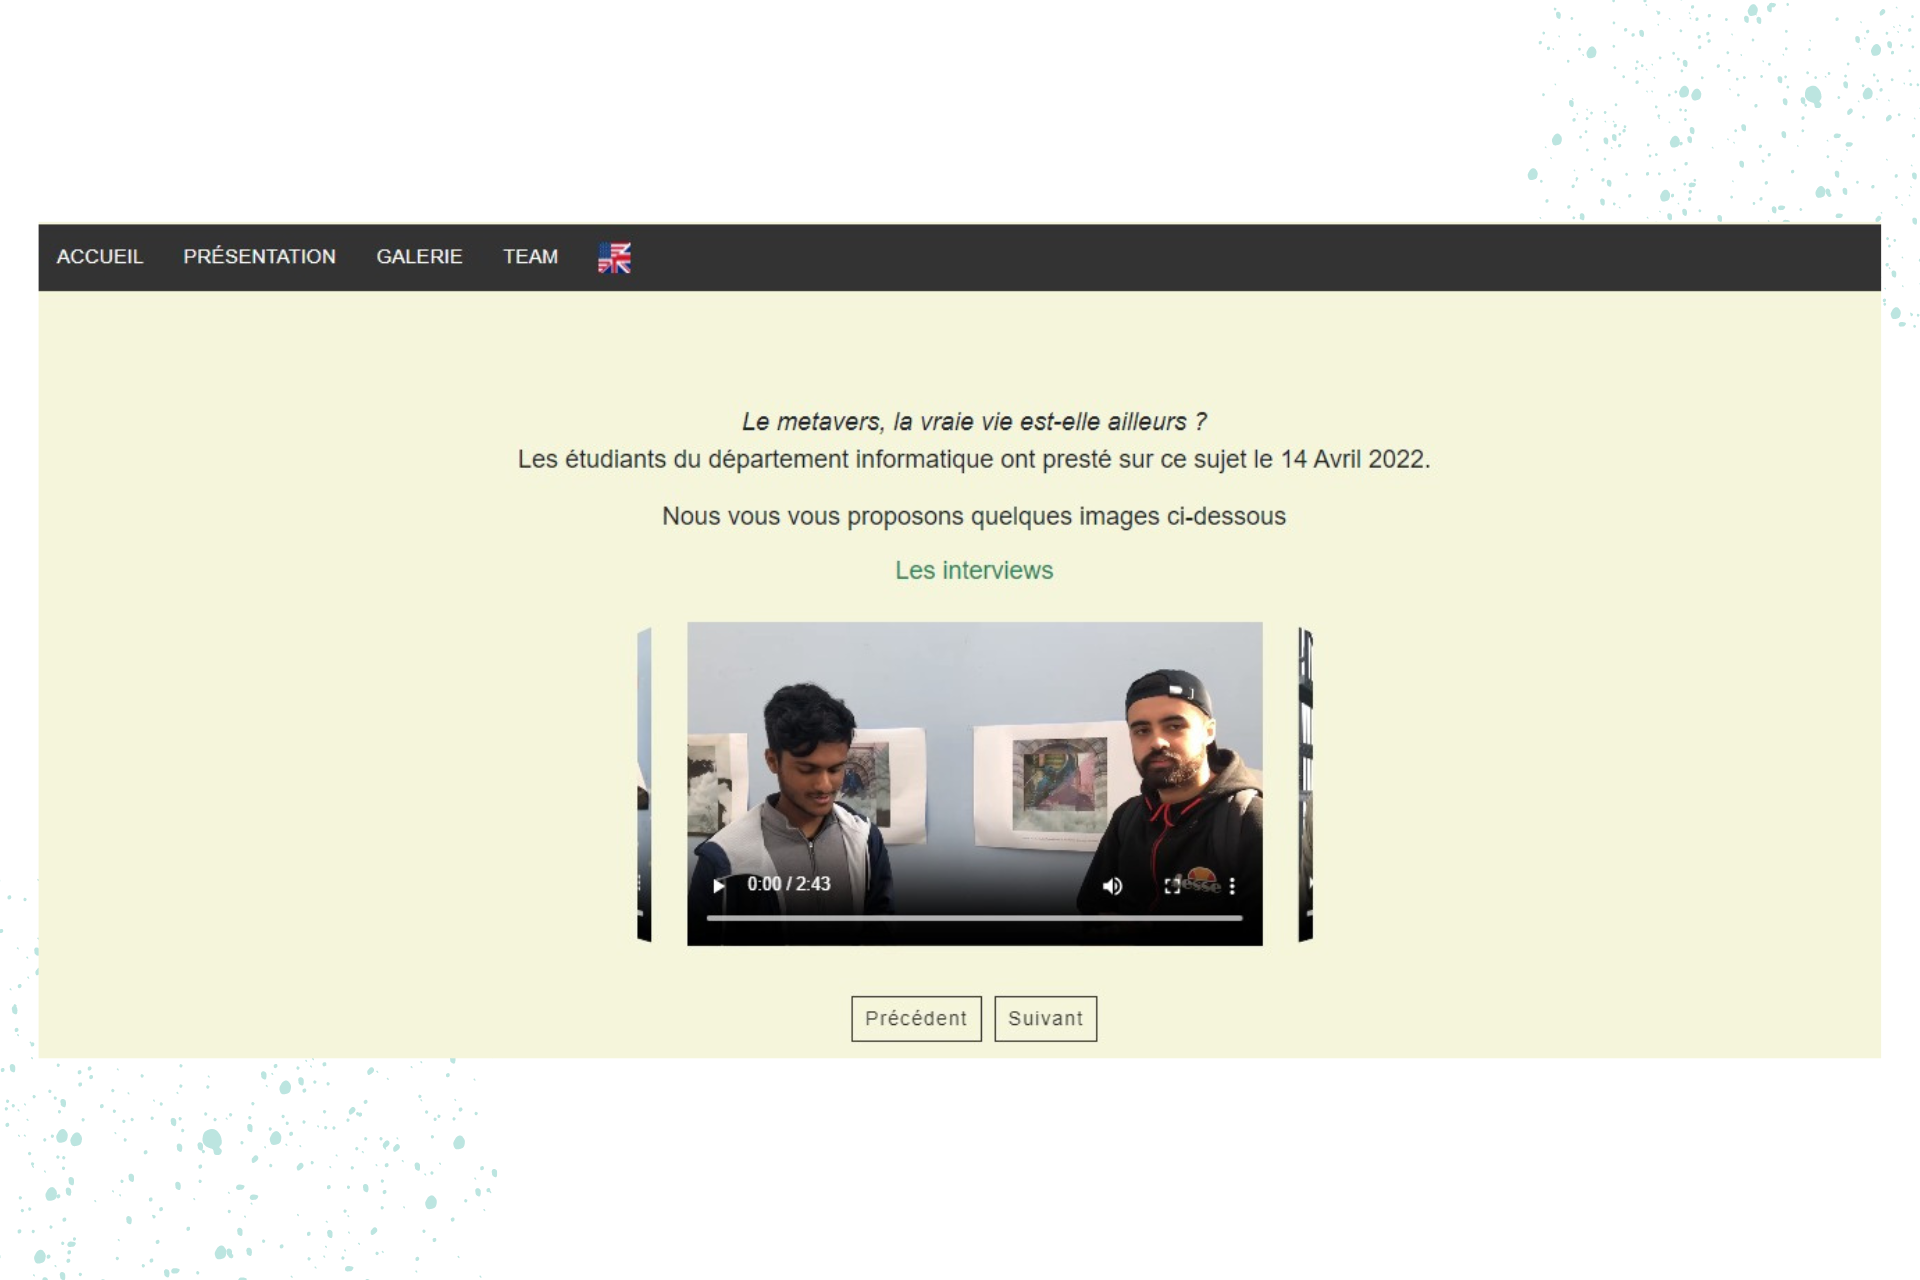 ACCUEIL PRÉSENTATION GALERIE TEAM
Le metavers, la vraie vie est-elle ailleurs ?
Les étudiants du département informatique ont presté sur ce sujet le 14 Avril 2022.
Nous vous vous proposons quelques images ci-dessous
Les interviews
0:00 / 2:43
Précédent Suivant